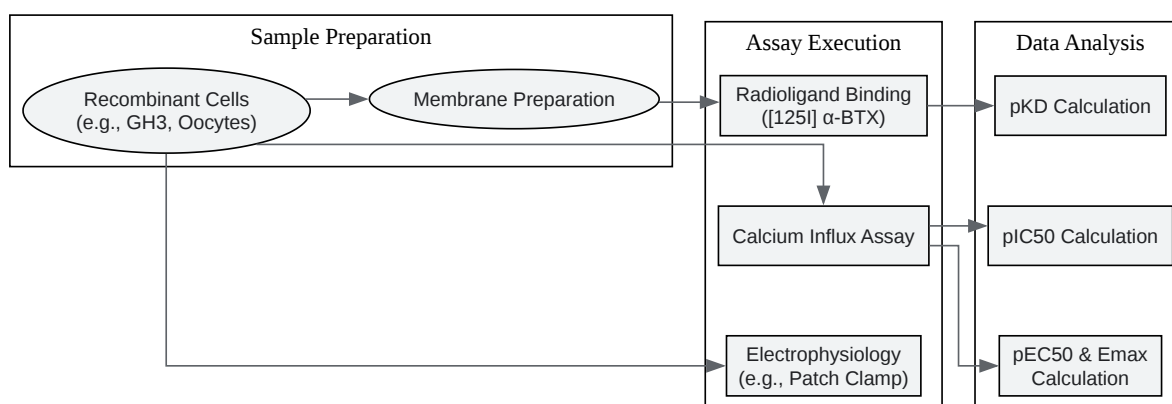 Sample Preparation
Recombinant Cells
(e.g., GH3, Oocytes)
Membrane Preparation
Assay Execution
Radioligand Binding
([125I] α-BTX)
Calcium Influx Assay
Electrophysiology
(e.g., Patch Clamp)
Data Analysis
pKD Calculation
pIC50 Calculation
pEC50 & Emax
Calculation